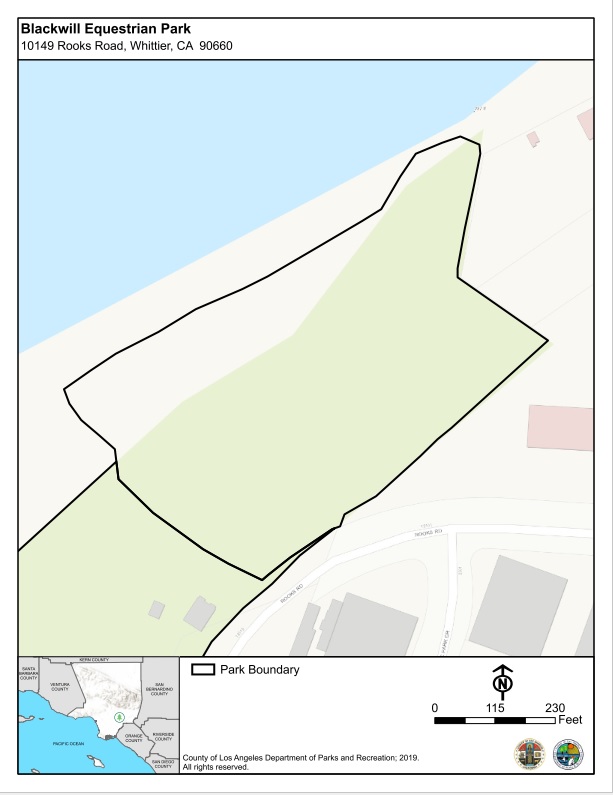 Blackwill Equestrian Park
10149 Rooks Road, Whittier, CA  90660
ROOKS RD
ROOKS RD
KERN COUNTY
SANTA
BARBARA
COUNTY
VENTURA
COUNTY
SAN
BERNARDINO
COUNTY
ORANGE
COUNTY
RIVERSIDE
COUNTY
PACIFIC OCEAN
SAN DIEGO
COUNTY
Park Boundary
N
0 115 230
Feet
County of Los Angeles Department of Parks and Recreation; 2019.
All rights reserved.